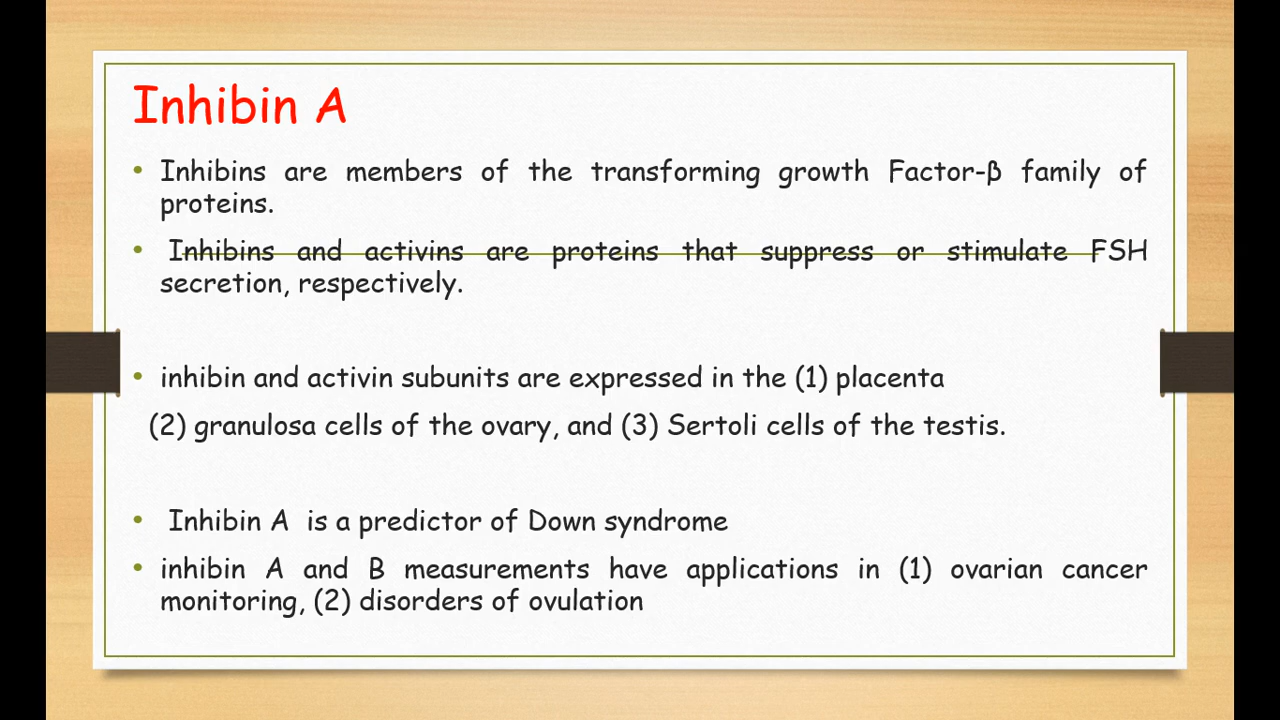 Inhibin A
• Inhibins are members of the transforming growth Factor-β family of
proteins.
• Inhibins and activins are proteins that suppress or stimulate FSH
secretion, respectively.
• inhibin and activin subunits are expressed in the (1) placenta
(2) granulosa cells of the ovary, and (3) Sertoli cells of the testis.
• Inhibin A is a predictor of Down syndrome
• inhibin A and B measurements have applications in (1) ovarian cancer
monitoring, (2) disorders of ovulation